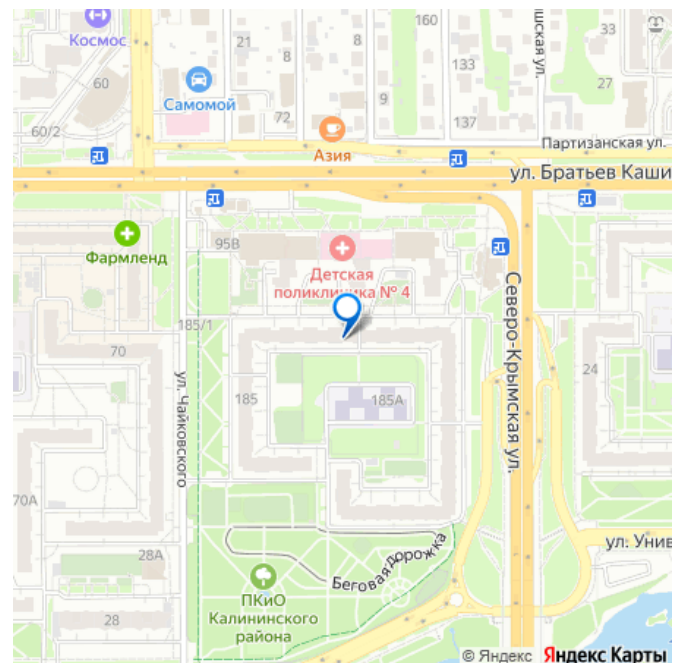 160
33
Космос
21
8
8
133
шская ул.
60
27
Самомой
9
60/2
72
137
Азия
Партизанская ул.
ул. Братьев Каши
95В
Фармленд
Детская
поликлиника № 4
185/1
70
Северо-Крымская ул.
ул. Чайковского
24
185
185А
70А
Беговая дорожка
ул. Унив
28А
ПКиО
Калининского
района
28
© Яндекс Яндекс Карты